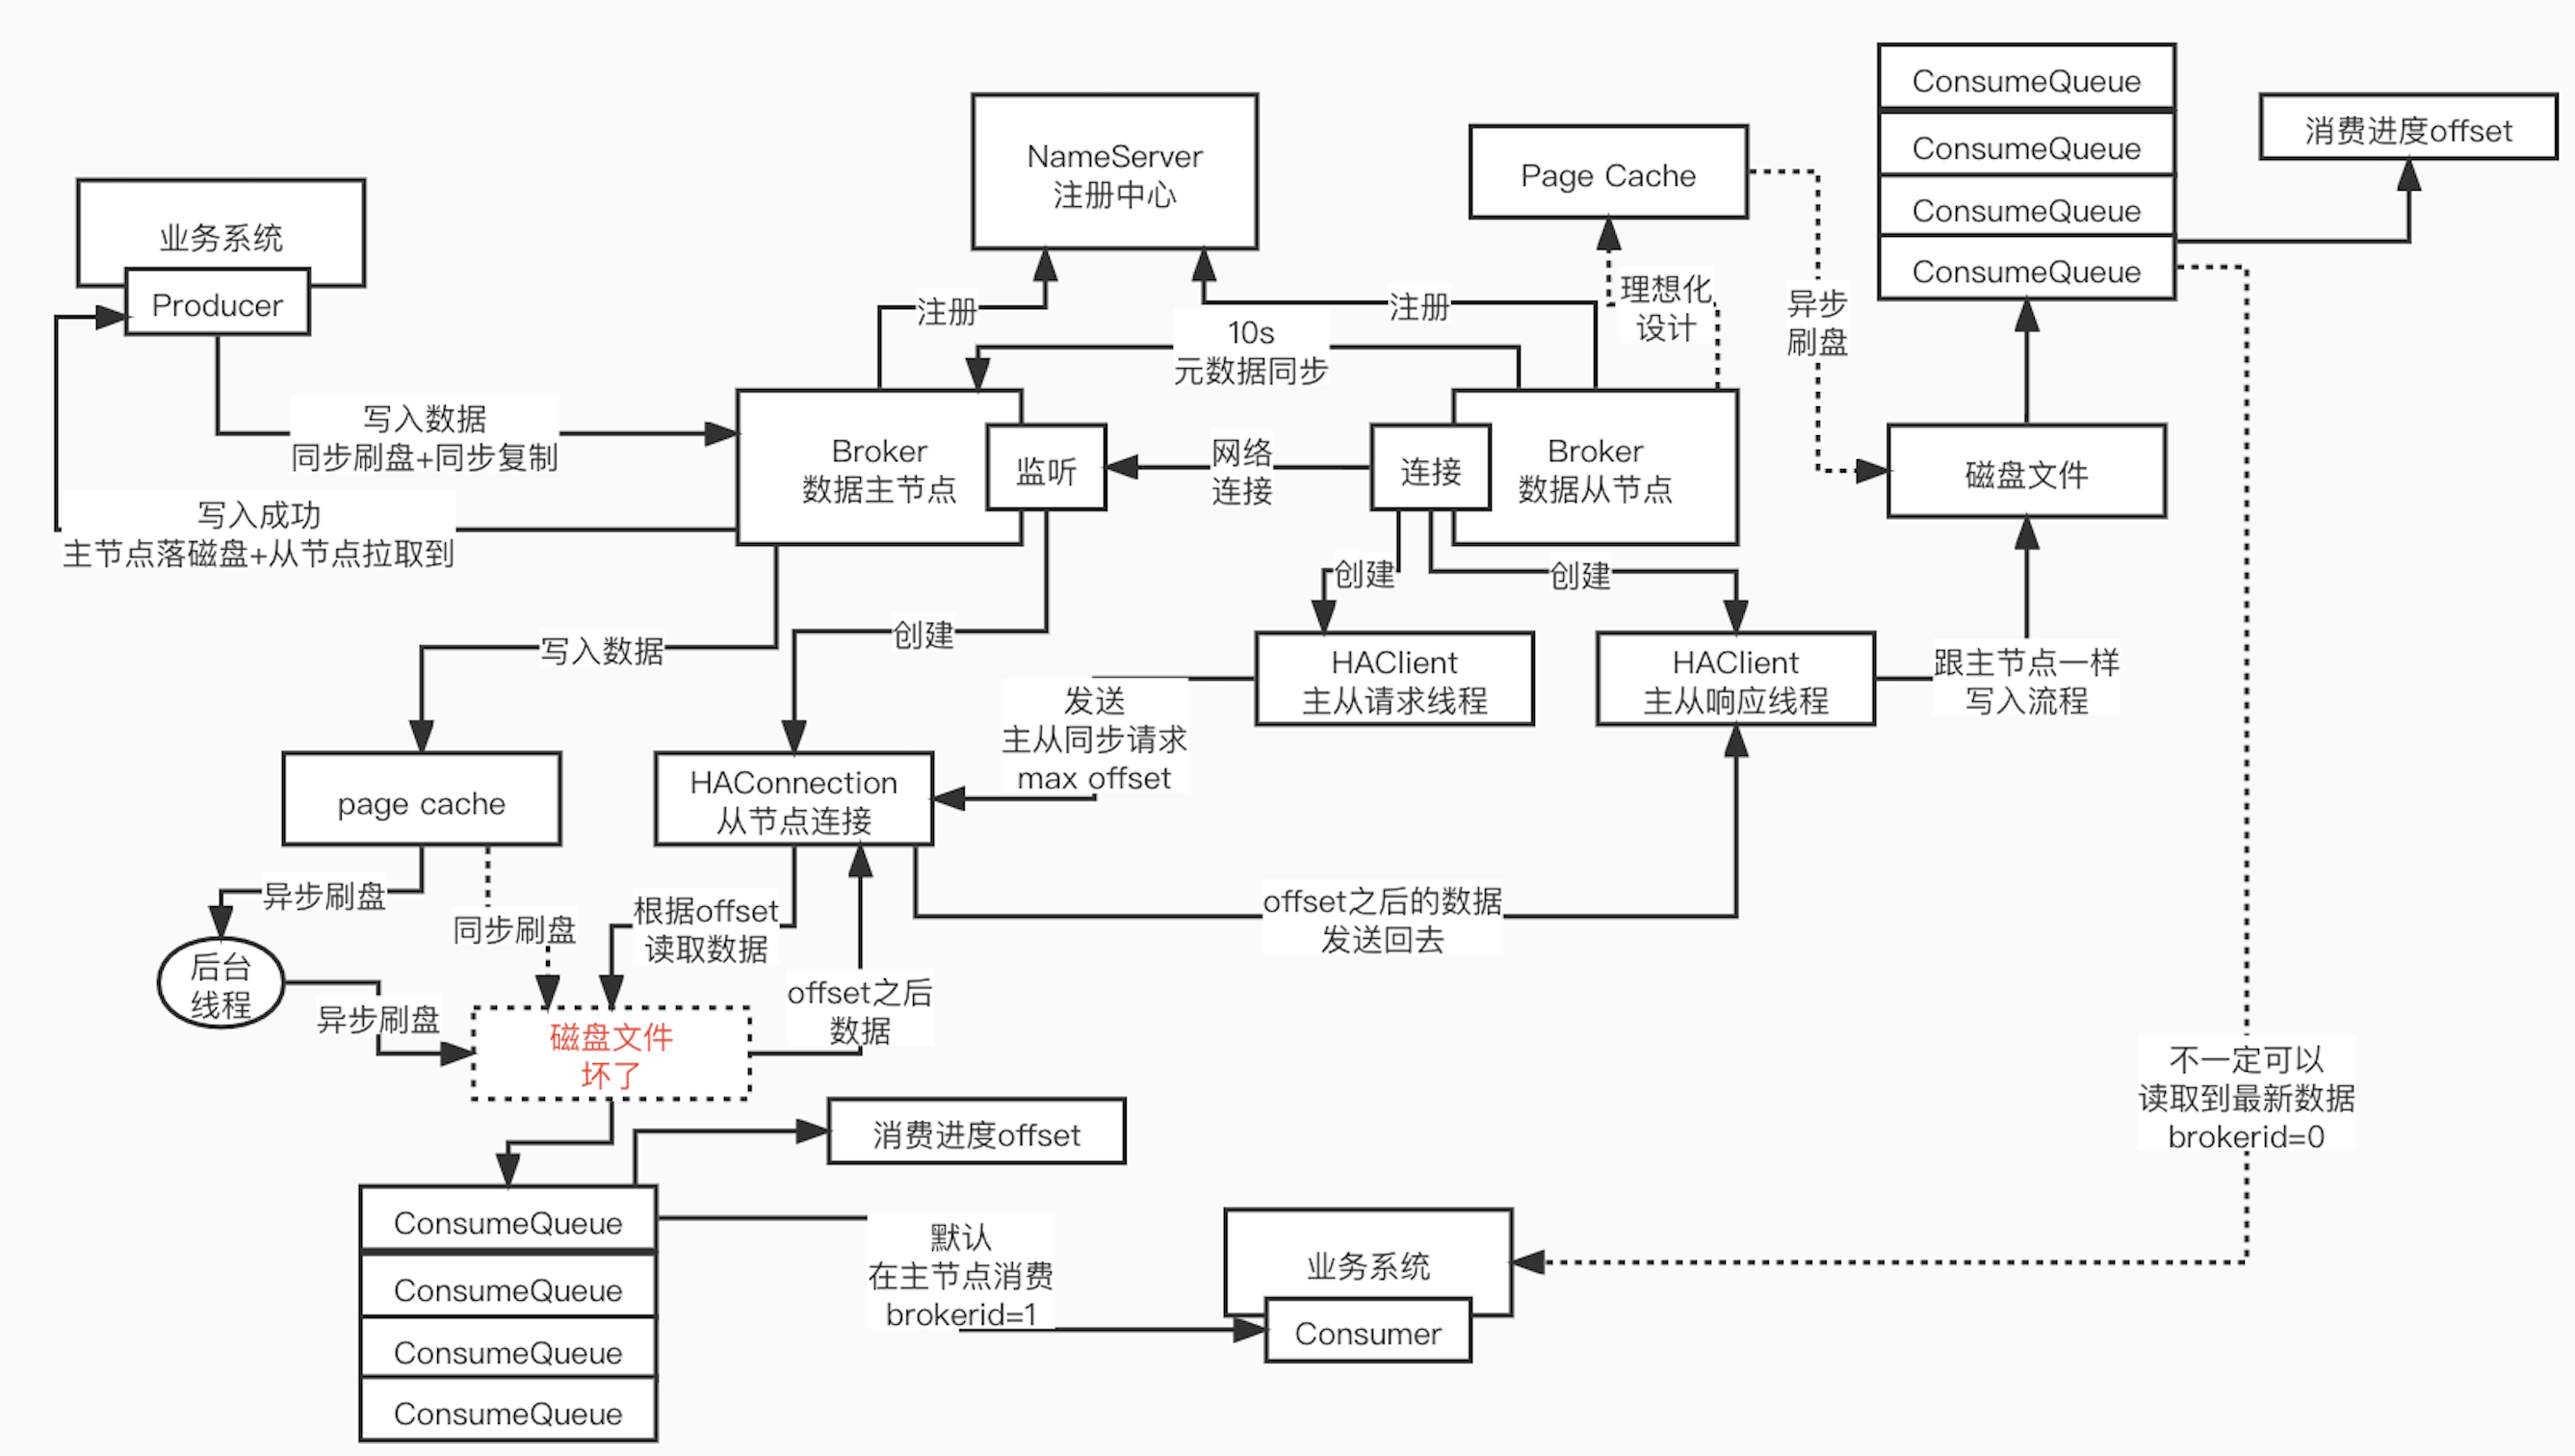 ConsumeQueue
ConsumeQueue
ConsumeQueue
ConsumeQueue
消费进度offset
NameServer
注册中心
Page Cache
业务系统
Producer
注册
注册
理想化
设计
异步
刷盘
10s
元数据同步
写入数据
同步刷盘+同步复制
Broker
数据主节点
监听
网络
连接
连接
Broker
数据从节点
磁盘文件
写入成功
主节点落磁盘+从节点拉取到
创建
创建
写入数据
创建
HAClient
主从请求线程
HAClient
主从响应线程
跟主节点一样
写入流程
发送
主从同步请求
max offset
page cache
HAConnection
从节点连接
异步刷盘
同步刷盘
根据offset
读取数据
offset之后的数据
发送回去
后台
线程
异步刷盘
offset之后
数据
磁盘文件
坏了
不一定可以
读取到最新数据
brokerid=0
消费进度offset
ConsumeQueue
ConsumeQueue
ConsumeQueue
ConsumeQueue
默认
在主节点消费
brokerid=1
业务系统
Consumer